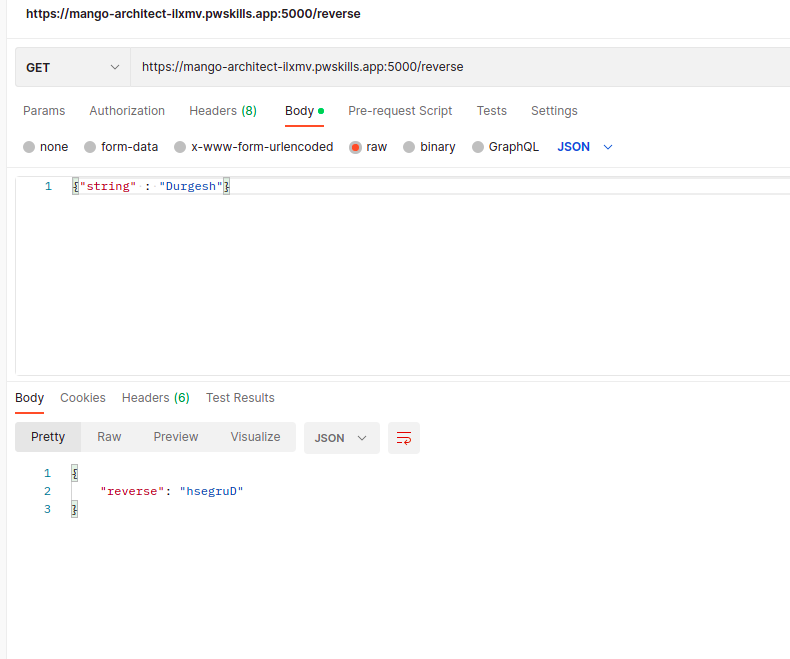 https://mango-architect-ilxmv.pwskills.app:5000/reverse
GET https://mango-architect-ilxmv.pwskills.app:5000/reverse
Params Authorization Headers (8) Body Pre-request Script Tests Settings
none form-data x-www-form-urlencoded raw binary GraphQL JSON
1 {"string" : "Durgesh"}
Body Cookies Headers (6) Test Results
Pretty Raw Preview Visualize JSON
1 {
2 "reverse": "hsegruD"
3 }